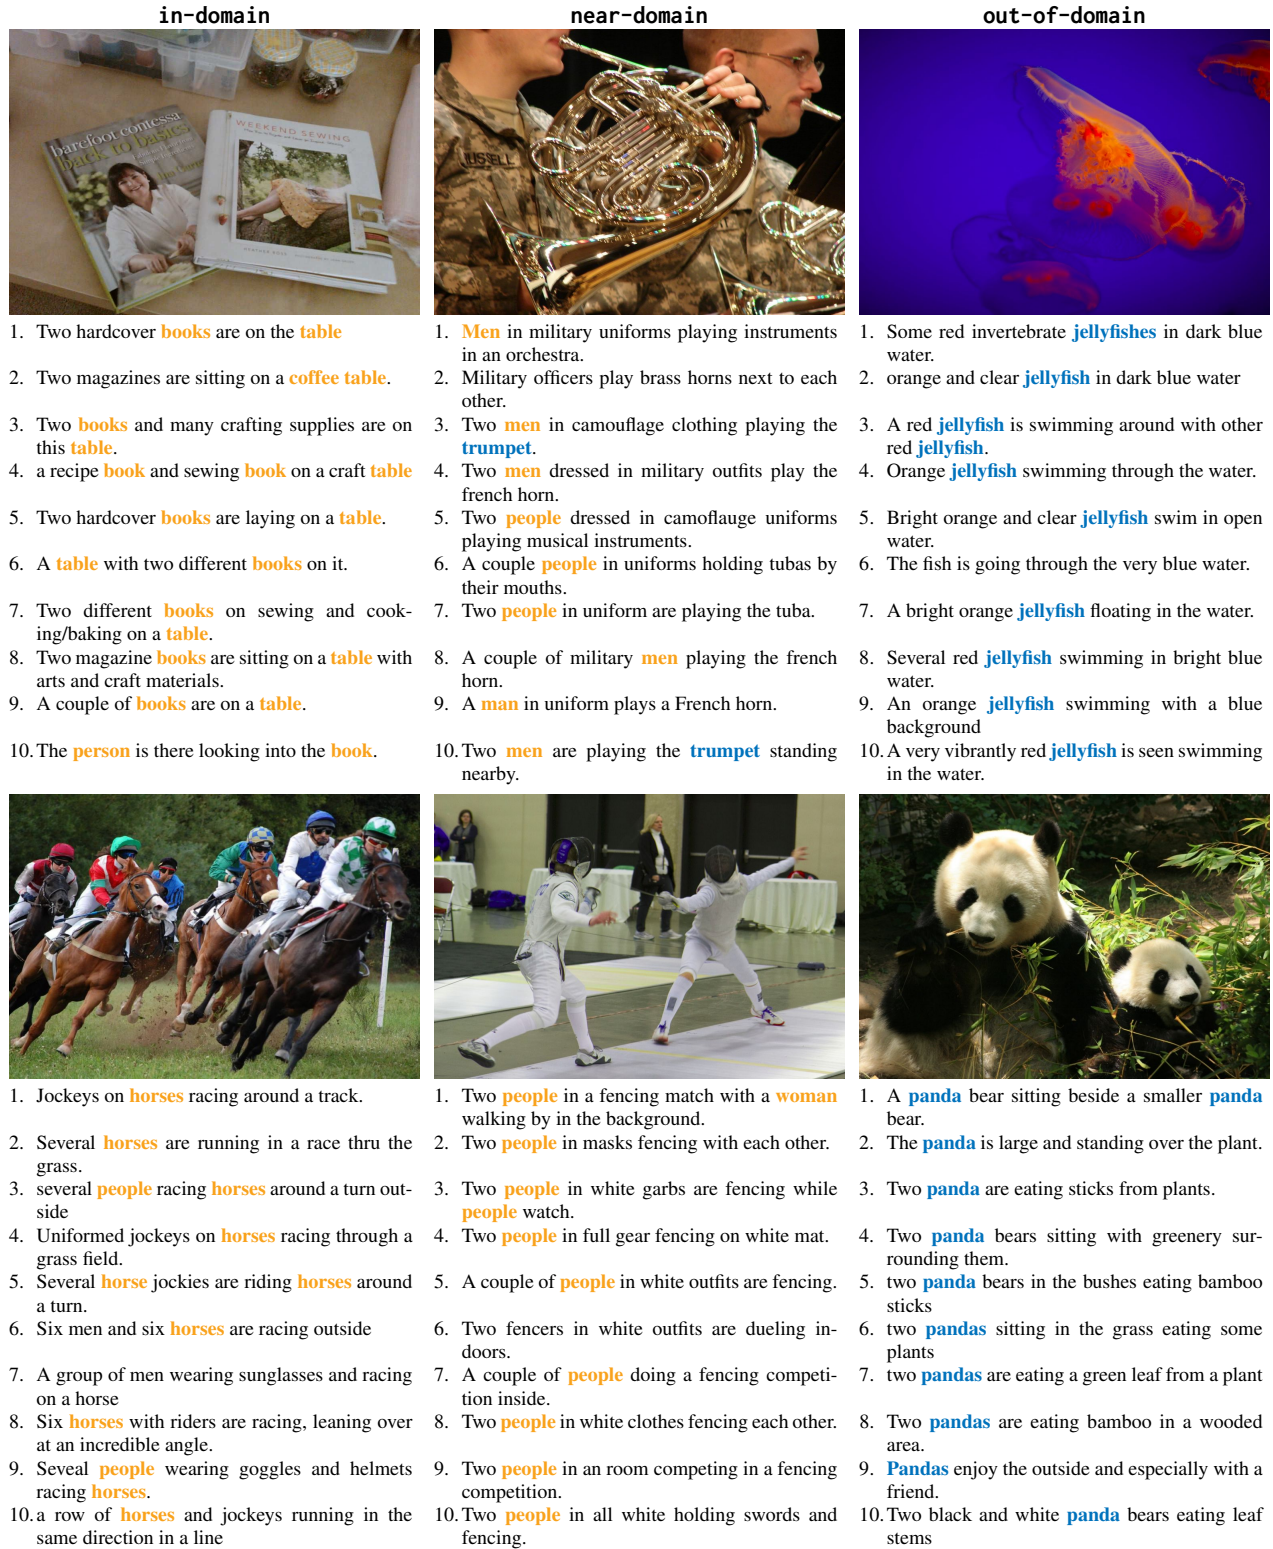 in-domain
near-domain
out-of-domain
barefoot contessa
back to basics
WEEKEND SEWING
USSELL
1. Two hardcover books are on the table
2. Two magazines are sitting on a coffee table.
3. Two books and many crafting supplies are on
this table.
4. a recipe book and sewing book on a craft table
5. Two hardcover books are laying on a table.
6. A table with two different books on it.
7. Two different books on sewing and cook-
ing/baking on a table.
8. Two magazine books are sitting on a table with
arts and craft materials.
9. A couple of books are on a table.
10. The person is there looking into the book.
1. Men in military uniforms playing instruments
in an orchestra.
2. Military officers play brass horns next to each
other.
3. Two men in camouflage clothing playing the
trumpet.
4. Two men dressed in military outfits play the
french horn.
5. Two people dressed in camoflauge uniforms
playing musical instruments.
6. A couple people in uniforms holding tubas by
their mouths.
7. Two people in uniform are playing the tuba.
8. A couple of military men playing the french
horn.
9. A man in uniform plays a French horn.
10. Two men are playing the trumpet standing
nearby.
1. Some red invertebrate jellyfishes in dark blue
water.
2. orange and clear jellyfish in dark blue water
3. A red jellyfish is swimming around with other
red jellyfish.
4. Orange jellyfish swimming through the water.
5. Bright orange and clear jellyfish swim in open
water.
6. The fish is going through the very blue water.
7. A bright orange jellyfish floating in the water.
8. Several red jellyfish swimming in bright blue
water.
9. An orange jellyfish swimming with a blue
background
10. A very vibrantly red jellyfish is seen swimming
in the water.
1. Jockeys on horses racing around a track.
2. Several horses are running in a race thru the
grass.
3. several people racing horses around a turn out-
side
4. Uniformed jockeys on horses racing through a
grass field.
5. Several horse jockies are riding horses around
a turn.
6. Six men and six horses are racing outside
7. A group of men wearing sunglasses and racing
on a horse
8. Six horses with riders are racing, leaning over
at an incredible angle.
9. Seveal people wearing goggles and helmets
racing horses.
10. a row of horses and jockeys running in the
same direction in a line
1. Two people in a fencing match with a woman
walking by in the background.
2. Two people in masks fencing with each other.
3. Two people in white garbs are fencing while
people watch.
4. Two people in full gear fencing on white mat.
5. A couple of people in white outfits are fencing.
6. Two fencers in white outfits are dueling in-
doors.
7. A couple of people doing a fencing competi-
tion inside.
8. Two people in white clothes fencing each other.
9. Two people in an room competing in a fencing
competition.
10. Two people in all white holding swords and
fencing.
1. A panda bear sitting beside a smaller panda
bear.
2. The panda is large and standing over the plant.
3. Two panda are eating sticks from plants.
4. Two panda bears sitting with greenery sur-
rounding them.
5. two panda bears in the bushes eating bamboo
sticks
6. two pandas sitting in the grass eating some
plants
7. two pandas are eating a green leaf from a plant
8. Two pandas are eating bamboo in a wooded
area.
9. Pandas enjoy the outside and especially with a
friend.
10. Two black and white panda bears eating leaf
stems